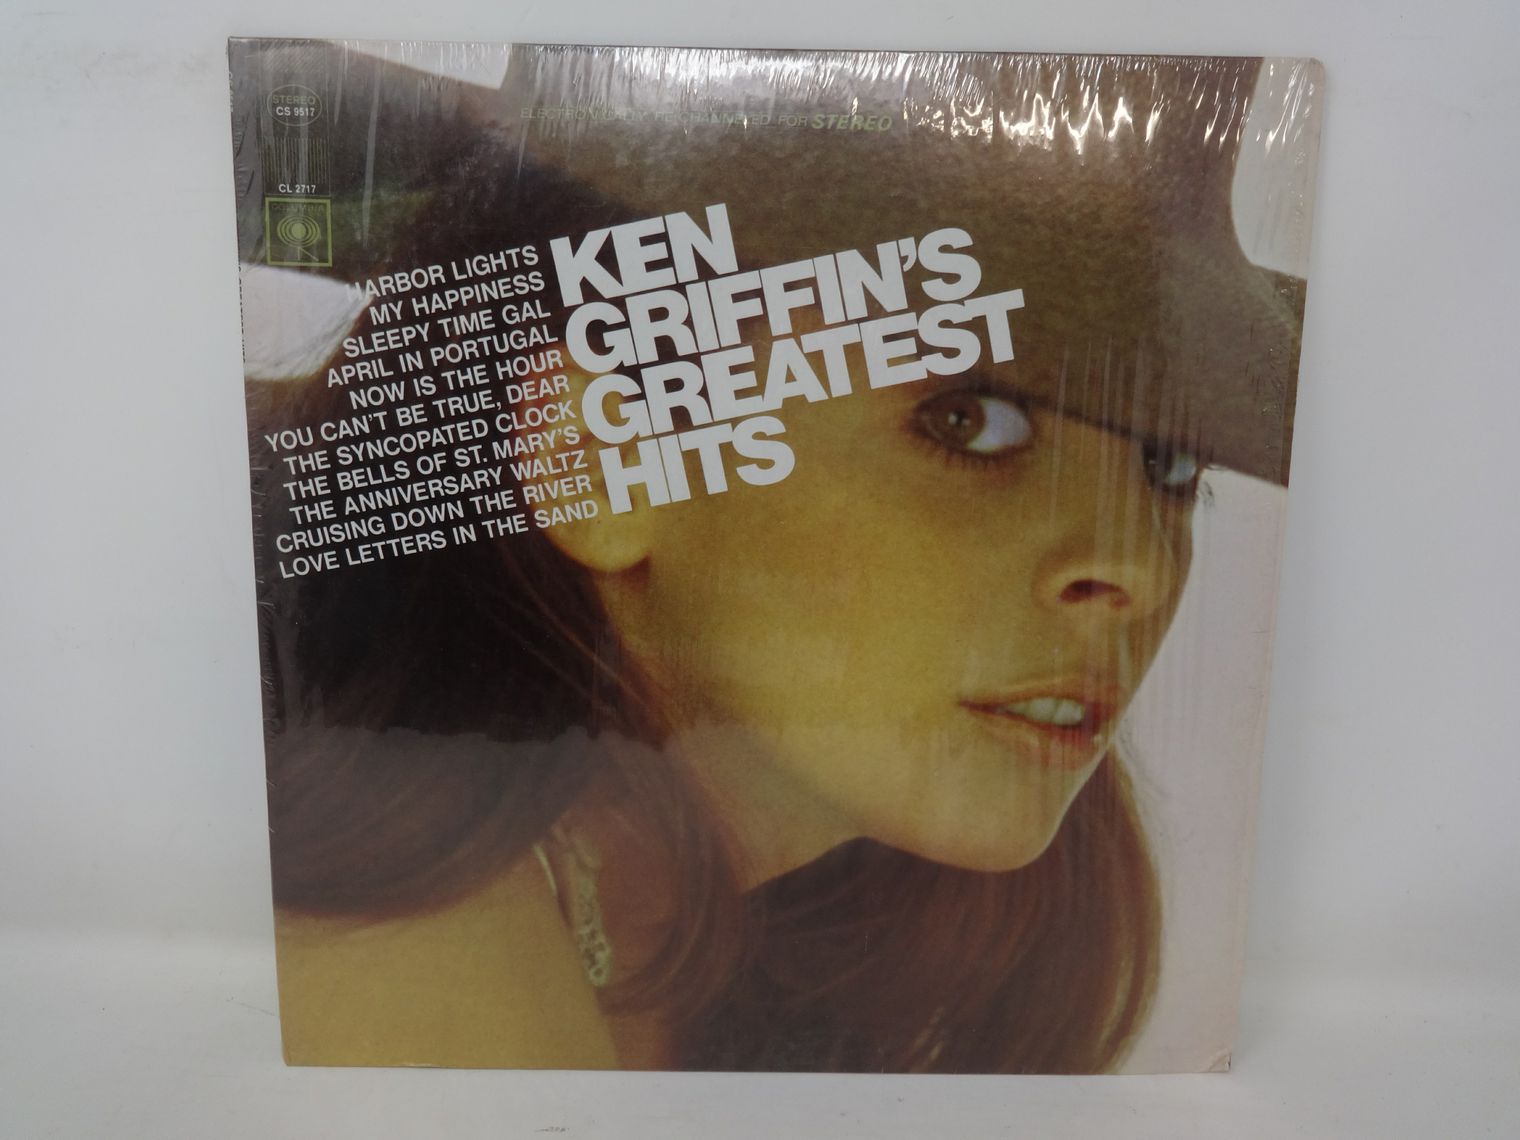 STEREO
CS 9517
ELECTRONICALLY RE-CHANNELED FOR STEREO
CL 2717
COLUMBIA
HARBOR LIGHTS
MY HAPPINESS
SLEEPY TIME GAL
APRIL IN PORTUGAL
NOW IS THE HOUR
YOU CAN'T BE TRUE, DEAR
THE SYNCOPATED CLOCK
THE BELLS OF ST. MARY'S
THE ANNIVERSARY WALTZ
CRUISING DOWN THE RIVER
LOVE LETTERS IN THE SAND
KEN
GRIFFIN'S
GREATEST
HITS